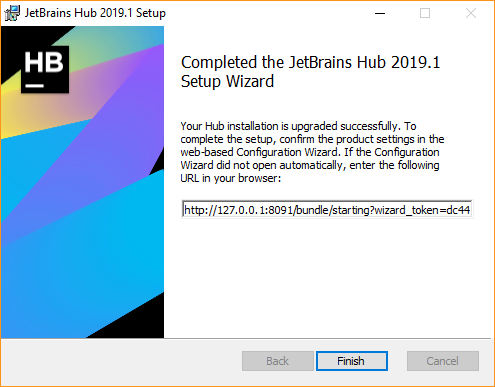 JetBrains Hub 2019.1 Setup
HB
Completed the JetBrains Hub 2019.1
Setup Wizard
Your Hub installation is upgraded successfully. To
complete the setup, confirm the product settings in the
web-based Configuration Wizard. If the Configuration
Wizard did not open automatically, enter the following
URL in your browser:
http://127.0.0.1:8091/bundle/starting?wizard_token=dc44
Back
Finish
Cancel